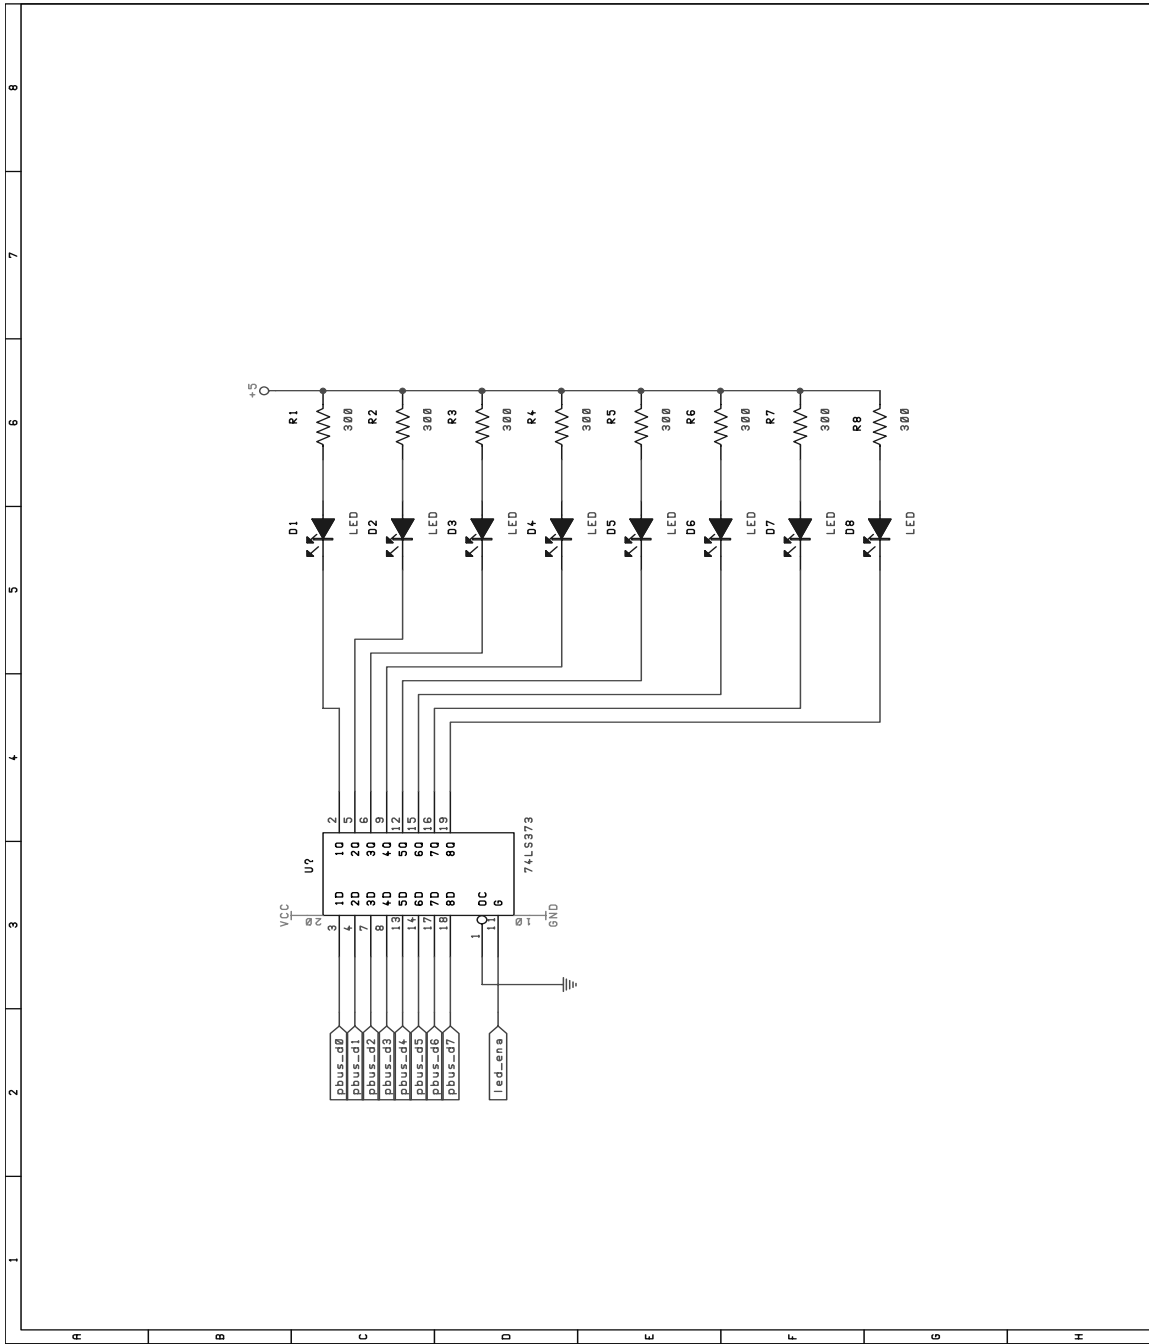 8
7
6
5
4
3
2
1
A
B
C
D
E
F
G
H
+5
R1
300
R2
300
R3
300
R4
300
R5
300
R6
300
R7
300
R8
300
D1
LED
D2
LED
D3
LED
D4
LED
D5
LED
D6
LED
D7
LED
D8
LED
U?
74LS373
VCC
20
GND
10
pbus_d0 3 1D 1Q 2
pbus_d1 4 2D 2Q 5
pbus_d2 7 3D 3Q 6
pbus_d3 8 4D 4Q 9
pbus_d4 13 5D 5Q 12
pbus_d5 14 6D 6Q 15
pbus_d6 17 7D 7Q 16
pbus_d7 18 8D 8Q 19
1 OC
led_ena 11 G